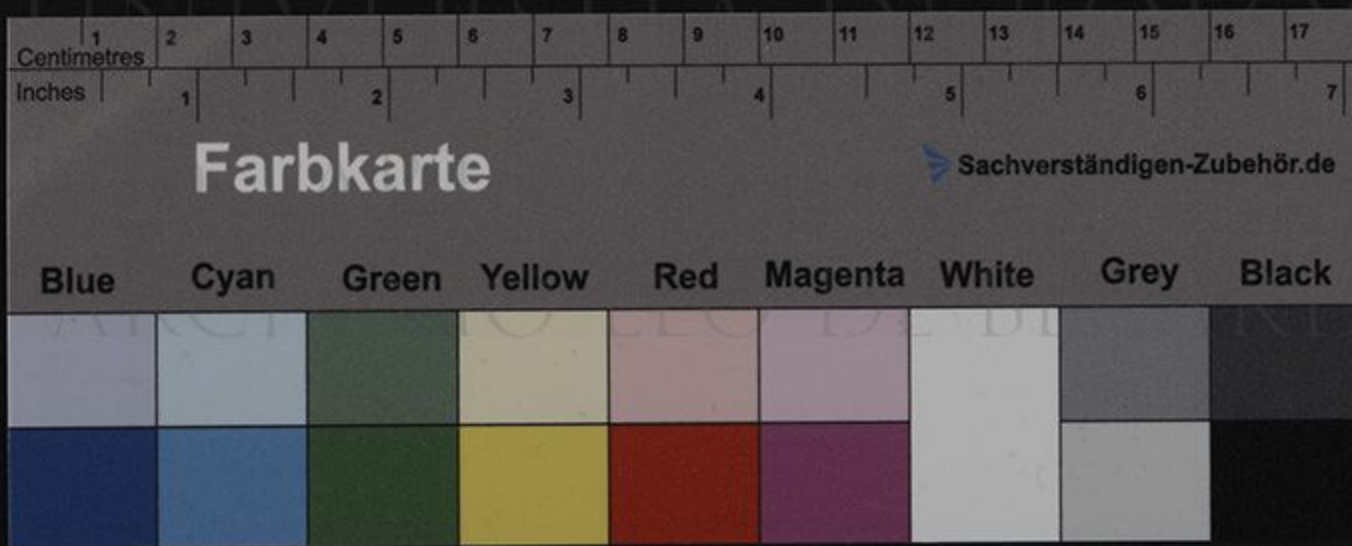 1 2 3 4 5 6 7 8 9 10 11 12 13 14 15 16 17
Centimetres
Inches 1 2 3 4 5 6 7
Farbkarte
Sachverständigen-Zubehör.de
Blue Cyan Green Yellow Red Magenta White Grey Black